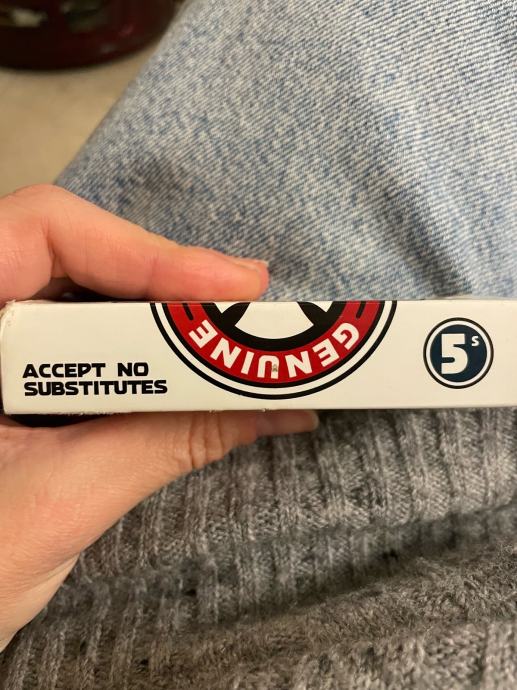 ACCEPT NO
SUBSTITUTES
GENUINE
5s